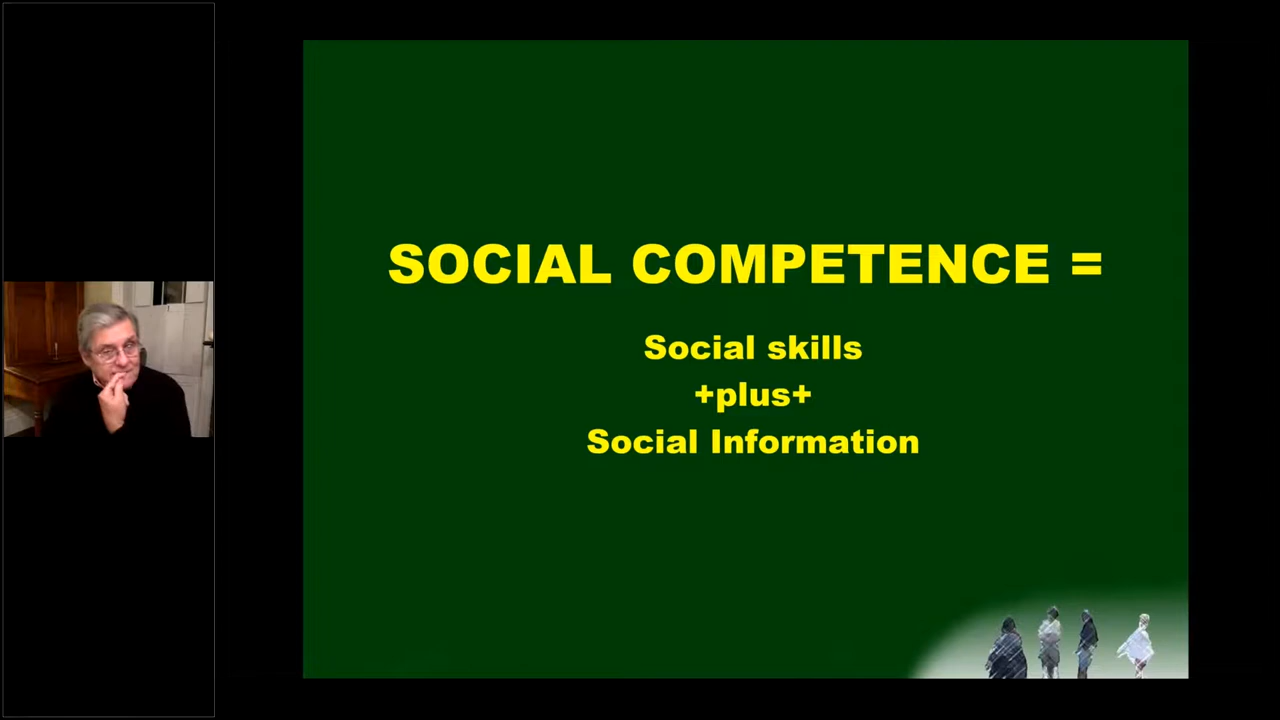 SOCIAL COMPETENCE =
Social skills
+plus+
Social Information